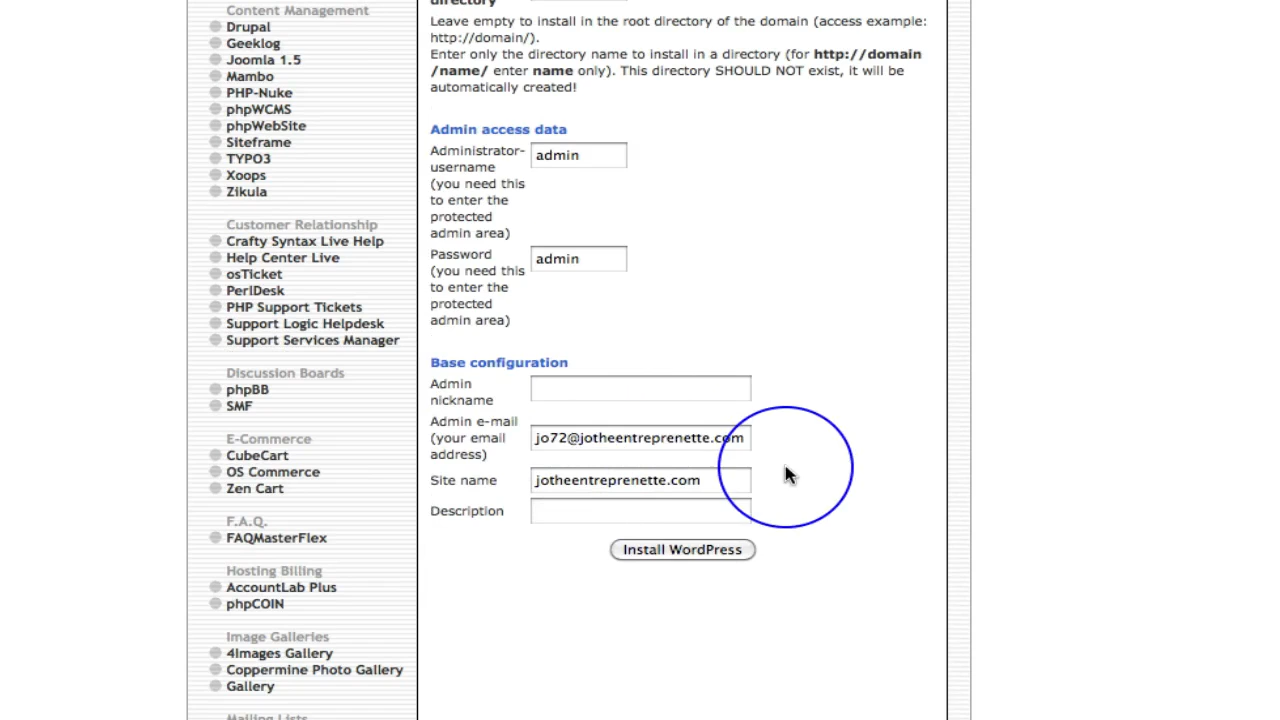 Content Management
Drupal
Geeklog
Joomla 1.5
Mambo
PHP-Nuke
phpWCMS
phpWebSite
Siteframe
TYPO3
Xoops
Zikula
Customer Relationship
Crafty Syntax Live Help
Help Center Live
osTicket
PerlDesk
PHP Support Tickets
Support Logic Helpdesk
Support Services Manager
Discussion Boards
phpBB
SMF
E-Commerce
CubeCart
OS Commerce
Zen Cart
F.A.Q.
FAQMasterFlex
Hosting Billing
AccountLab Plus
phpCOIN
Image Galleries
4Images Gallery
Coppermine Photo Gallery
Gallery
Mailing Lists
directory
Leave empty to install in the root directory of the domain (access example:
http://domain/).
Enter only the directory name to install in a directory (for http://domain
/name/ enter name only). This directory SHOULD NOT exist, it will be
automatically created!
Admin access data
Administrator-
username
(you need this
to enter the
protected
admin area)
admin
Password
(you need this
to enter the
protected
admin area)
admin
Base configuration
Admin
nickname
Admin e-mail
(your email
address)
jo72@jotheentreprenette.com
Site name
jotheentreprenette.com
Description
Install WordPress